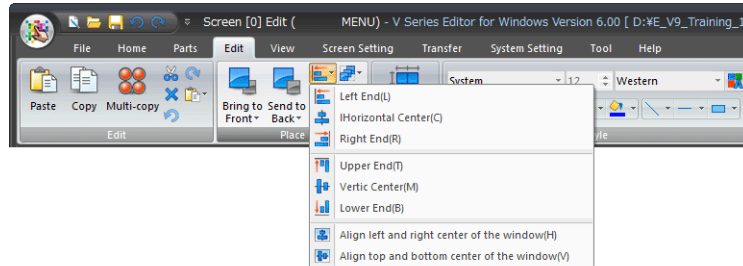 Screen [0] Edit ( MENU) - V Series Editor for Windows Version 6.00 [ D:¥E_V9_Training_1
File Home Parts Edit View Screen Setting Transfer System Setting Tool Help
System 12 Western
Paste Copy Multi-copy Bring to Front Send to Back
Edit Place yle
Left End(L)
lHorizontal Center(C)
Right End(R)
Upper End(T)
Vertic Center(M)
Lower End(B)
Align left and right center of the window(H)
Align top and bottom center of the window(V)